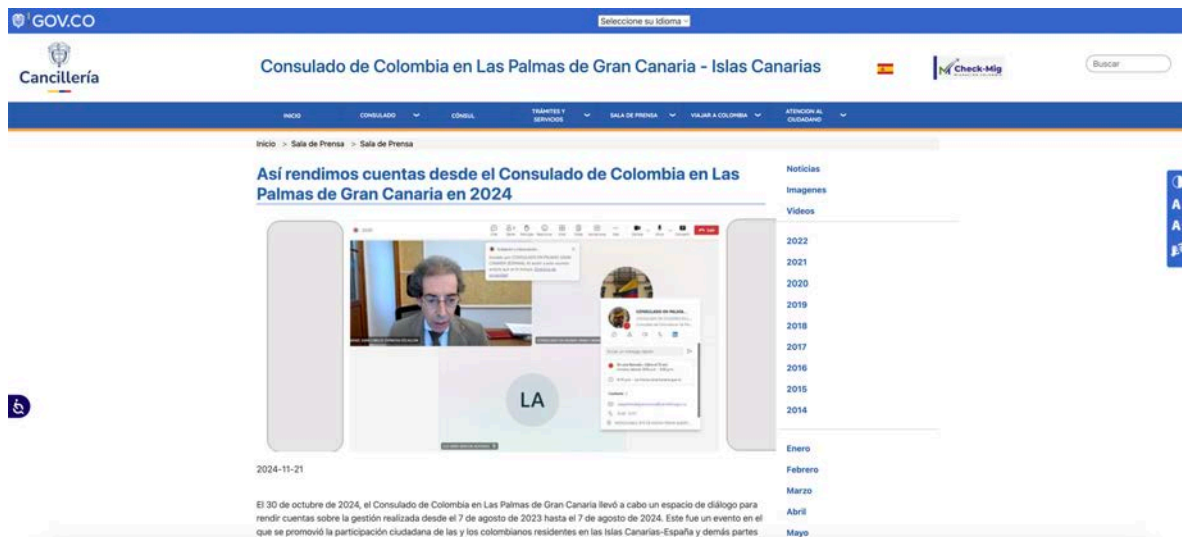 GOV.CO
Seleccione su Idioma
Cancillería
Consulado de Colombia en Las Palmas de Gran Canaria - Islas Canarias
Check-Mig
Buscar
INICIO
CONSULADO
CÓNSUL
TRÁMITES Y SERVICIOS
SALA DE PRENSA
VIAJAR A COLOMBIA
ATENCION AL CIUDADANO
Inicio > Sala de Prensa > Sala de Prensa
Así rendimos cuentas desde el Consulado de Colombia en Las
Palmas de Gran Canaria en 2024
LA
2024-11-21
El 30 de octubre de 2024, el Consulado de Colombia en Las Palmas de Gran Canaria llevó a cabo un espacio de diálogo para
rendir cuentas sobre la gestión realizada desde el 7 de agosto de 2023 hasta el 7 de agosto de 2024. Este fue un evento en el
que se promovió la participación ciudadana de las y los colombianos residentes en las Islas Canarias-España y demás partes
Noticias
Imagenes
Videos
2022
2021
2020
2019
2018
2017
2016
2015
2014
Enero
Febrero
Marzo
Abril
Mayo
A
A